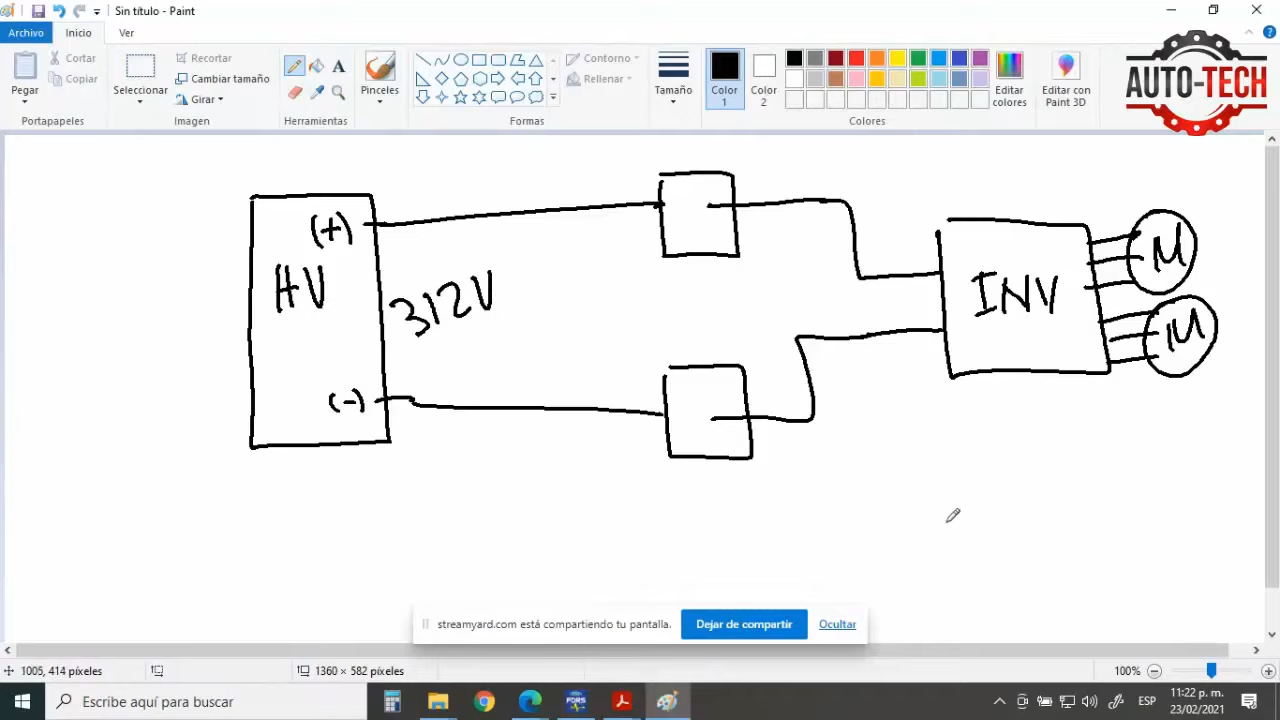 Sin título - Paint
Archivo
Inicio
Ver
Pegar
Cortar
Copiar
Portapapeles
Seleccionar
Recortar
Cambiar tamaño
Girar
Imagen
Herramientas
Pinceles
Contorno
Rellenar
Formas
Tamaño
Color 1
Color 2
Editar colores
Editar con Paint 3D
Colores
AUTO-TECH
(+)
HV
312V
(-)
INV
M
M
streamyard.com está compartiendo tu pantalla.
Dejar de compartir
Ocultar
1005, 414 píxeles
1360 × 582 píxeles
100%
Escribe aquí para buscar
FDRS
ESP
11:22 p. m.
23/02/2021